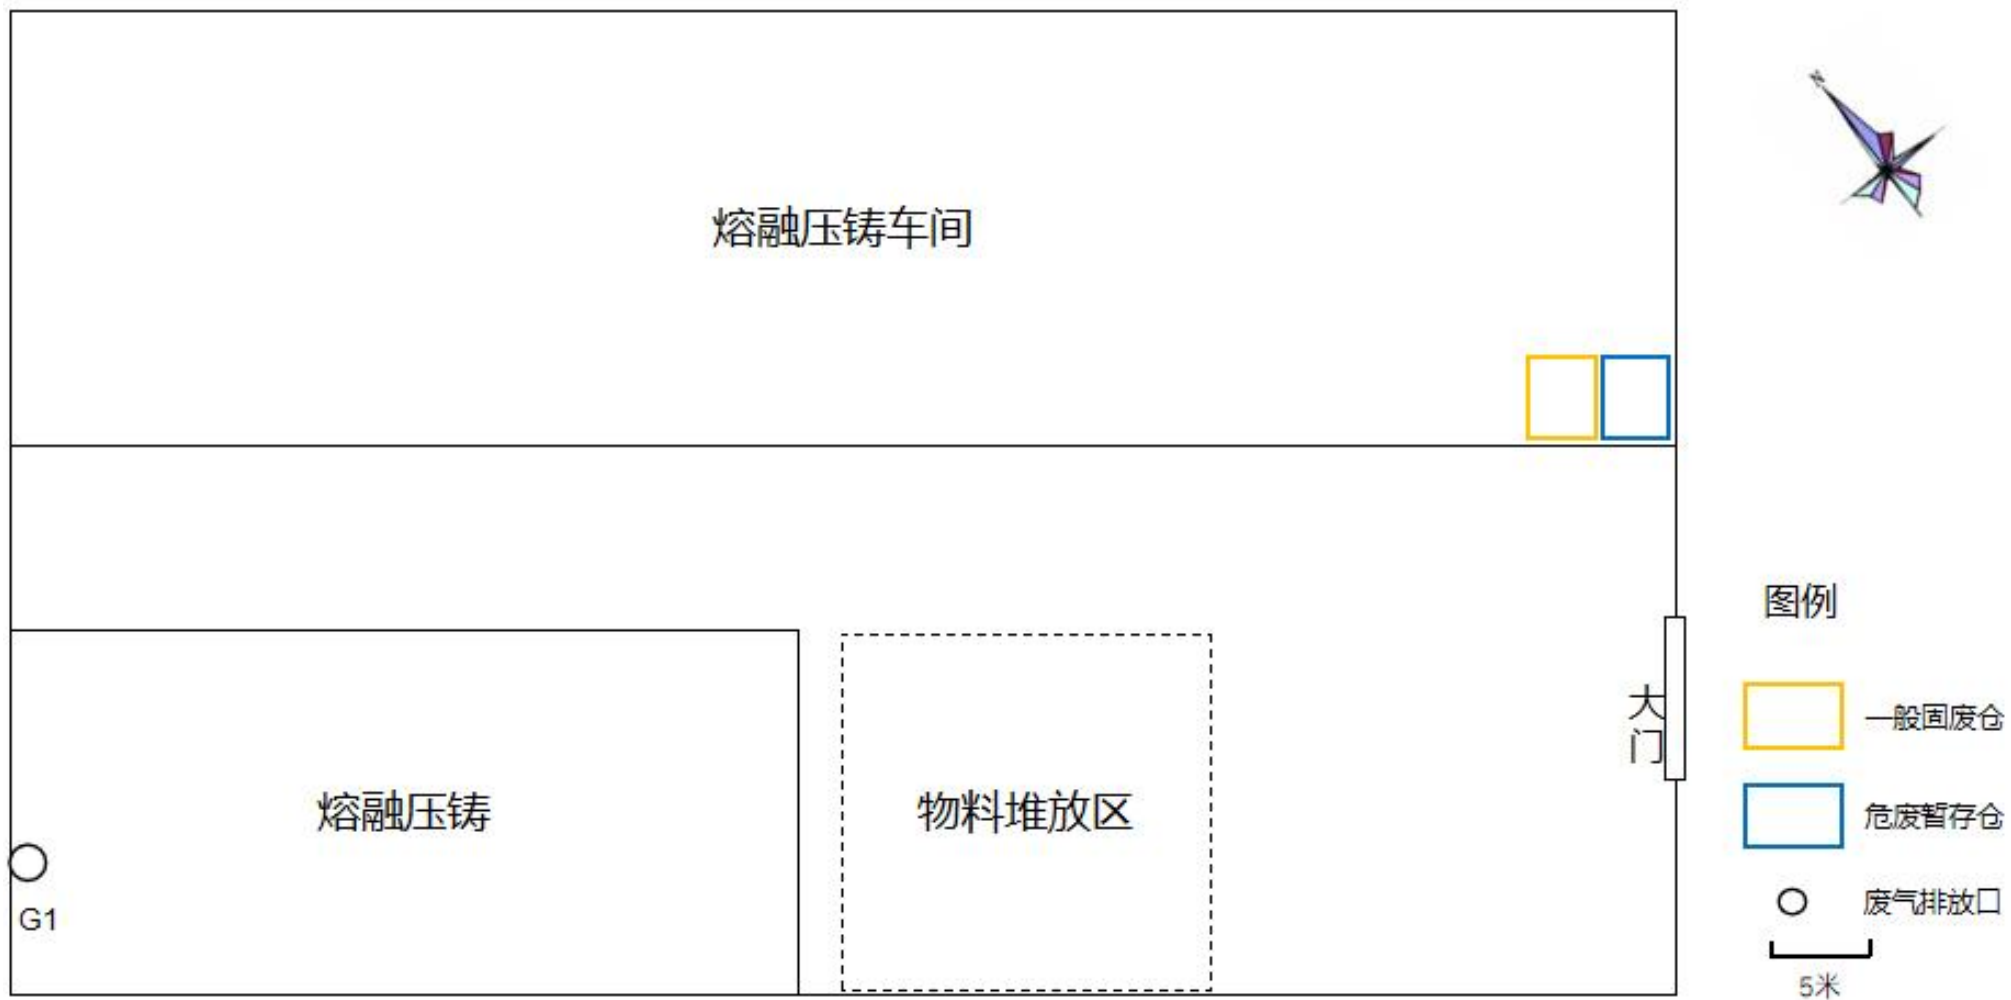 熔融压铸车间
图例
大门
一般固废仓
熔融压铸
物料堆放区
危废暂存仓
废气排放口
G1
5米